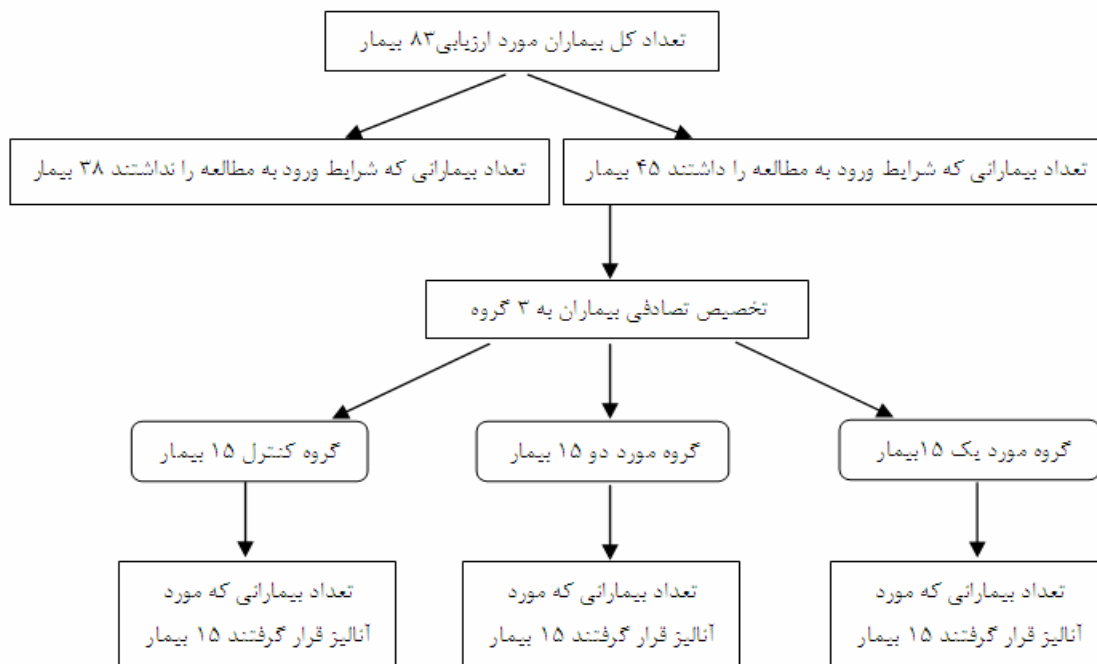 تعداد کل بیماران مورد ارزیابی۸۳ بیمار
تعداد بیمارانی که شرایط ورود به مطالعه را داشتند ۴۵ بیمار
تعداد بیمارانی که شرایط ورود به مطالعه را نداشتند ۳۸ بیمار
تخصیص تصادفی بیماران به ۳ گروه
گروه مورد یک ۱۵بیمار
گروه مورد دو ۱۵ بیمار
گروه کنترل ۱۵ بیمار
تعداد بیمارانی که مورد
آنالیز قرار گرفتند ۱۵ بیمار
تعداد بیمارانی که مورد
آنالیز قرار گرفتند ۱۵ بیمار
تعداد بیمارانی که مورد
آنالیز قرار گرفتند ۱۵ بیمار